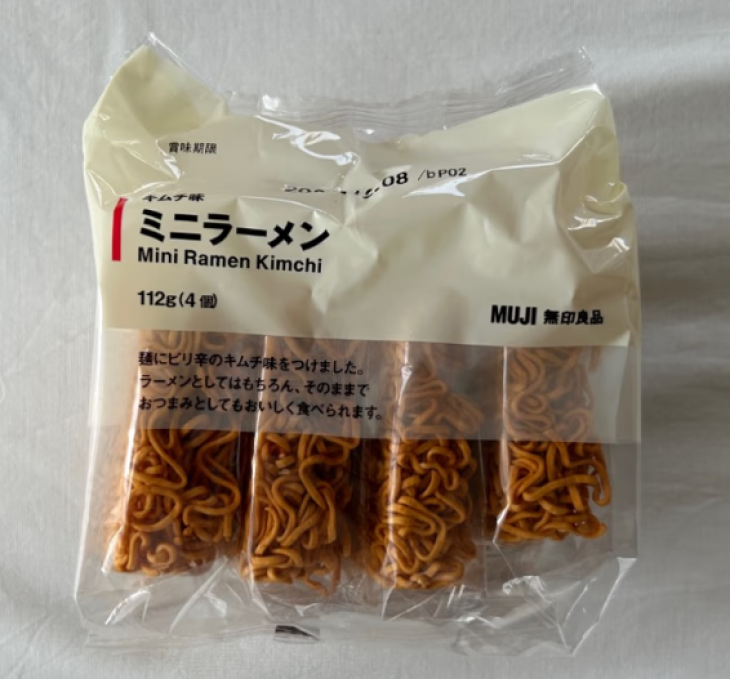 賞味期限
08 /bP02
キムチ味
ミニラーメン
Mini Ramen Kimchi
112g(4個)
MUJI 無印良品
麺にピリ辛のキムチ味をつけました。
ラーメンとしてはもちろん、そのままで
おつまみとしてもおいしく食べられます。